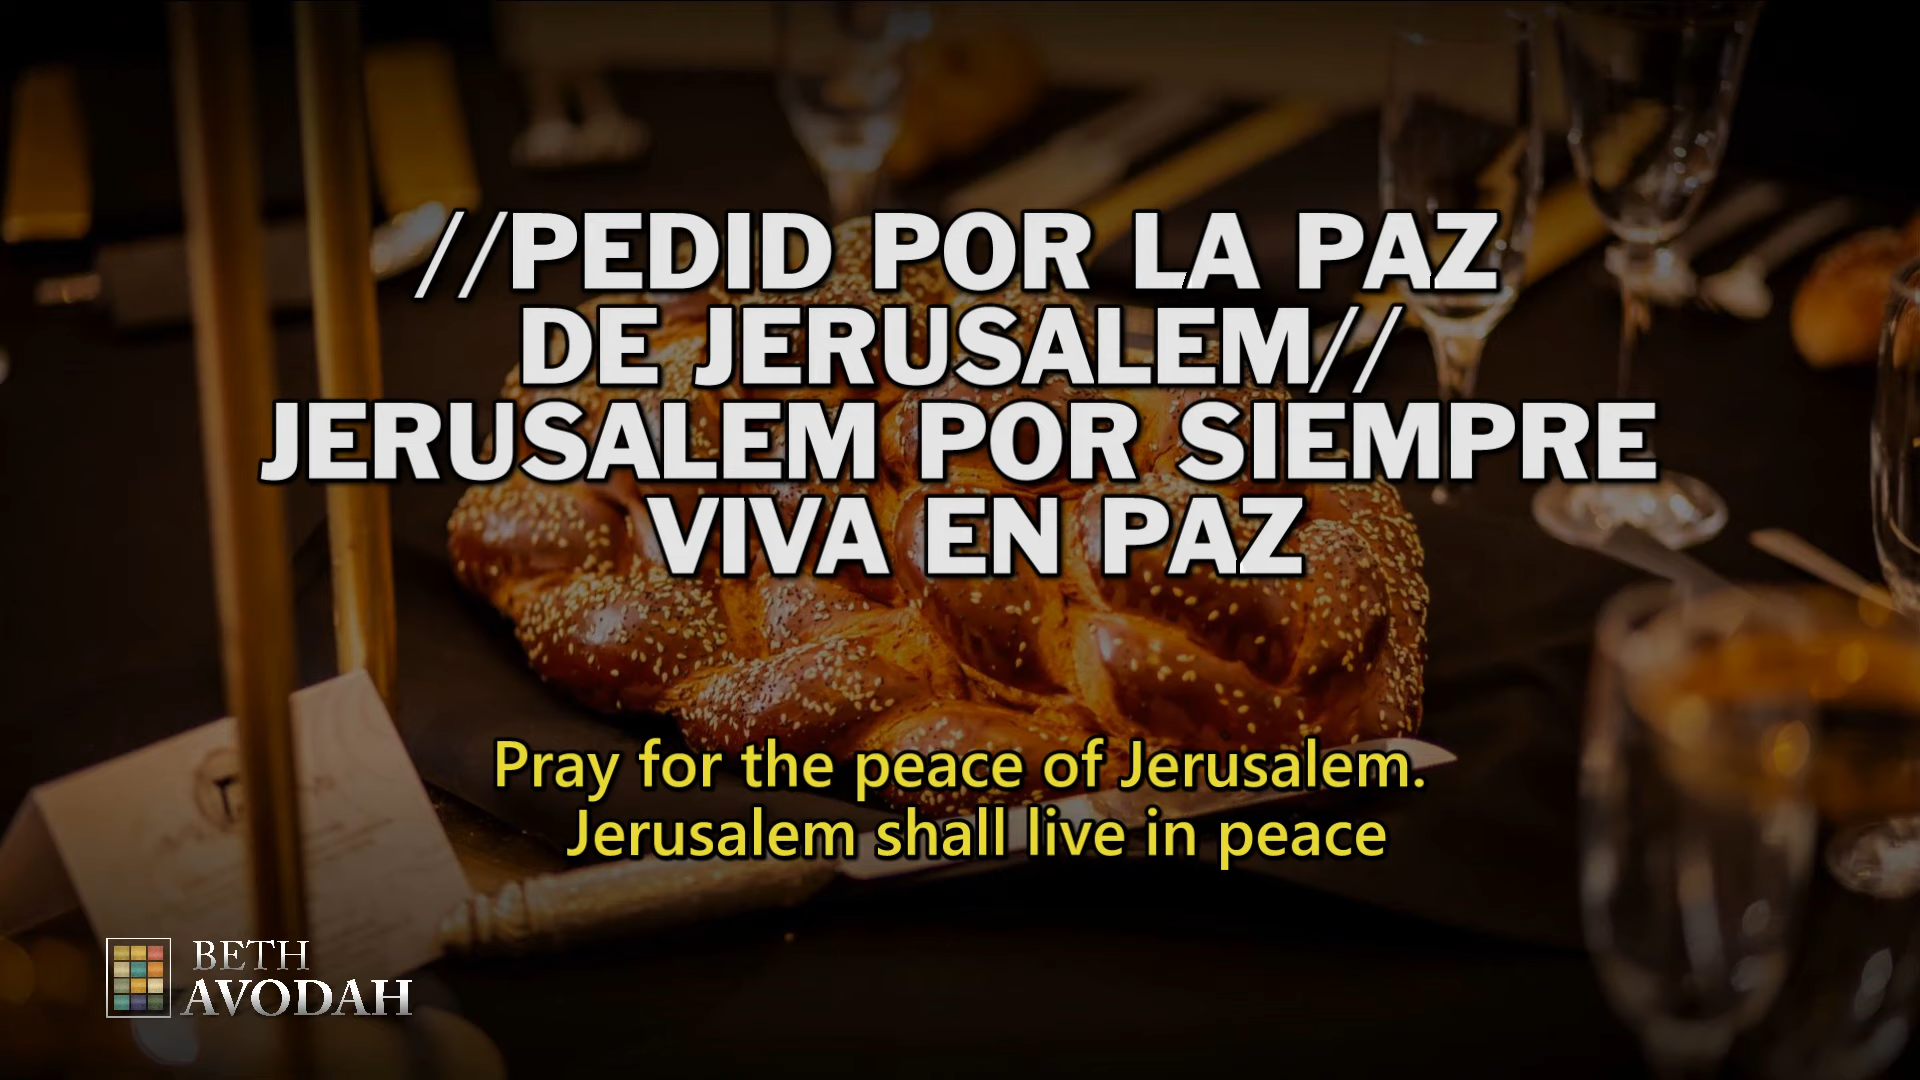 //PEDID POR LA PAZ
DE JERUSALEM//
JERUSALEM POR SIEMPRE
VIVA EN PAZ
Pray for the peace of Jerusalem.
Jerusalem shall live in peace
BETH
AVODAH